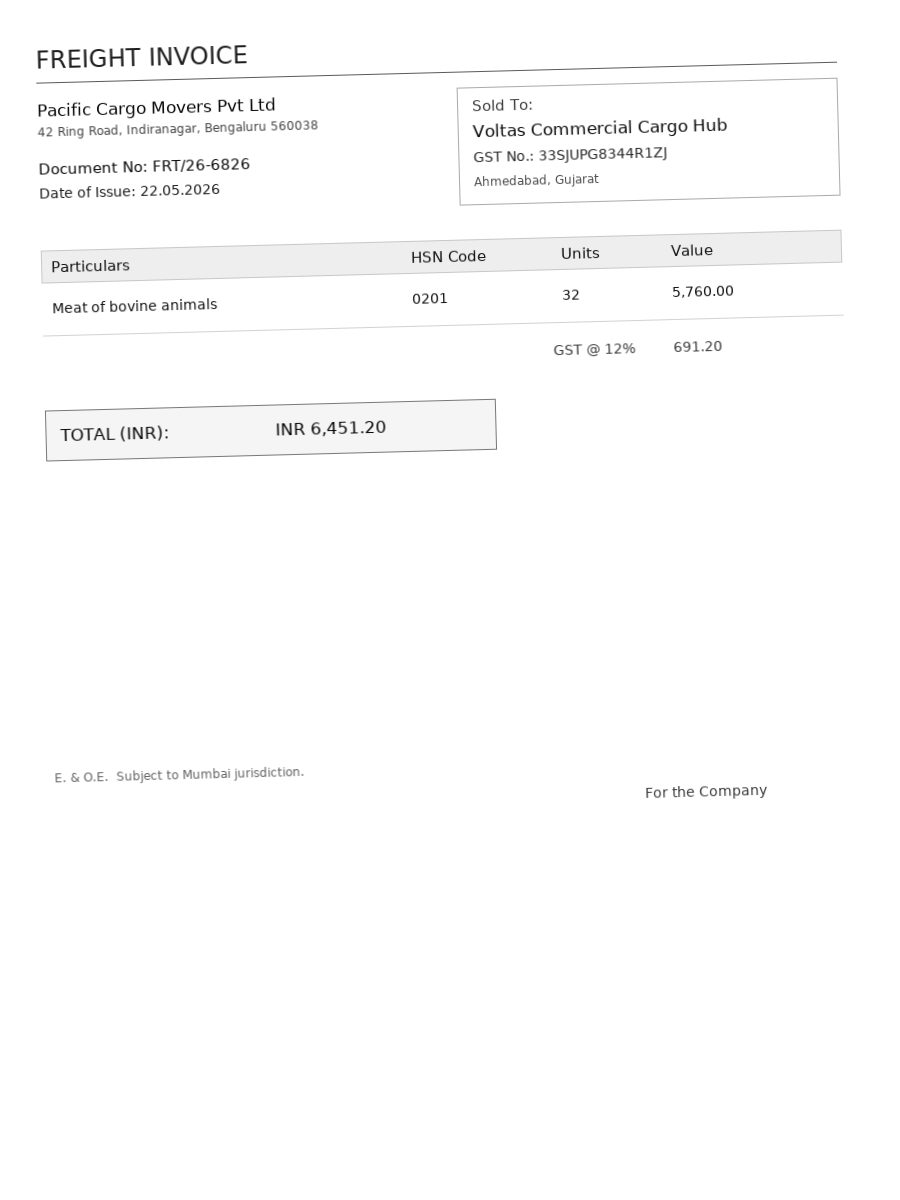 FREIGHT INVOICE
Pacific Cargo Movers Pvt Ltd
42 Ring Road, Indiranagar, Bengaluru 560038
Document No: FRT/26-6826
Date of Issue: 22.05.2026
Sold To:
Voltas Commercial Cargo Hub
GST No.: 33SJUPG8344R1ZJ
Ahmedabad, Gujarat
Particulars HSN Code Units Value
Meat of bovine animals 0201 32 5,760.00
GST @ 12% 691.20
TOTAL (INR): INR 6,451.20
E. & O.E. Subject to Mumbai jurisdiction.
For the Company